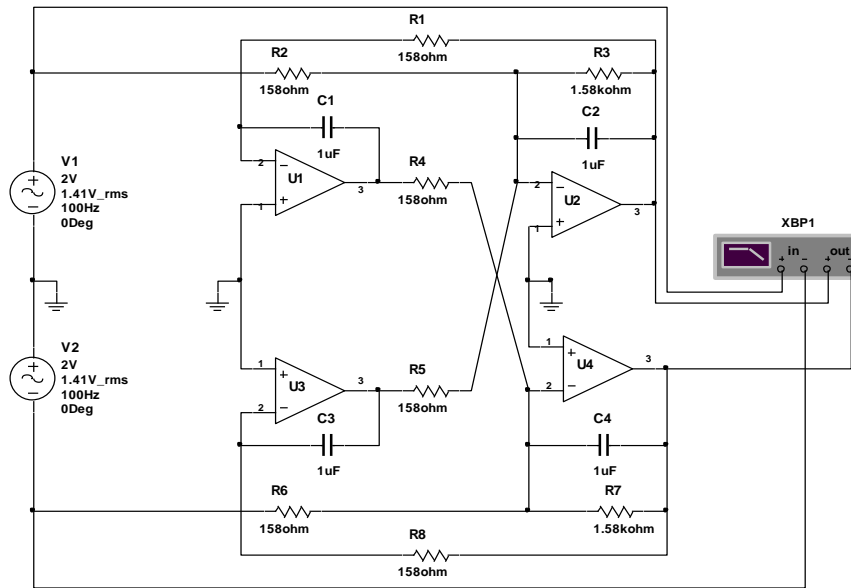 R1
158ohm
R2
158ohm
R3
1.58kohm
C1
1uF
C2
1uF
V1
2V
1.41V_rms
100Hz
0Deg
2
U1
1
3
R4
158ohm
2
U2
1
3
XBP1
in
out
+
−
+
−
V2
2V
1.41V_rms
100Hz
0Deg
1
U3
2
3
R5
158ohm
1
U4
2
3
C3
1uF
C4
1uF
R6
158ohm
R7
1.58kohm
R8
158ohm